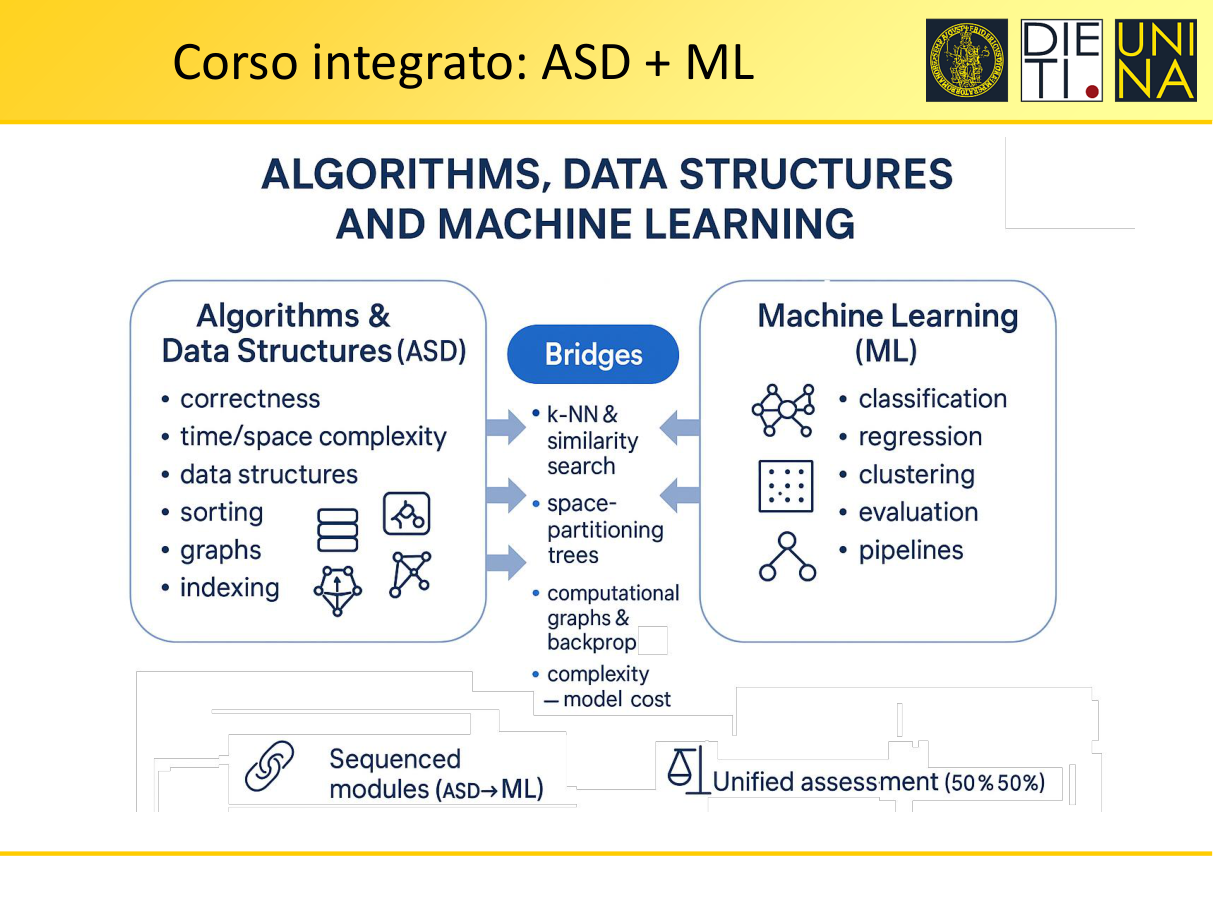 Corso integrato: ASD + ML
DIE
TI.
UNI
NA
ALGORITHMS, DATA STRUCTURES
AND MACHINE LEARNING
Algorithms &
Data Structures (ASD)
• correctness
• time/space complexity
• data structures
• sorting
• graphs
• indexing
Bridges
• k-NN &
similarity
search
• space-
partitioning
trees
• computational
graphs &
backprop
• complexity
– model cost
Machine Learning
(ML)
• classification
• regression
• clustering
• evaluation
• pipelines
Sequenced
modules (ASD→ML)
Unified assessment (50%50%)